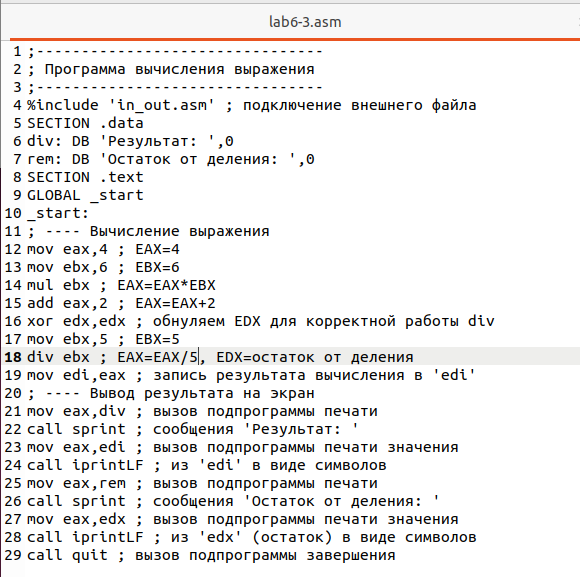 lab6-3.asm
1 ;--------------------------------
2 ; Программа вычисления выражения
3 ;--------------------------------
4 %include 'in_out.asm' ; подключение внешнего файла
5 SECTION .data
6 div: DB 'Результат: ',0
7 rem: DB 'Остаток от деления: ',0
8 SECTION .text
9 GLOBAL _start
10 _start:
11 ; ---- Вычисление выражения
12 mov eax,4 ; EAX=4
13 mov ebx,6 ; EBX=6
14 mul ebx ; EAX=EAX*EBX
15 add eax,2 ; EAX=EAX+2
16 xor edx,edx ; обнуляем EDX для корректной работы div
17 mov ebx,5 ; EBX=5
18 div ebx ; EAX=EAX/5, EDX=остаток от деления
19 mov edi,eax ; запись результата вычисления в 'edi'
20 ; ---- Вывод результата на экран
21 mov eax,div ; вызов подпрограммы печати
22 call sprint ; сообщения 'Результат: '
23 mov eax,edi ; вызов подпрограммы печати значения
24 call iprintLF ; из 'edi' в виде символов
25 mov eax,rem ; вызов подпрограммы печати
26 call sprint ; сообщения 'Остаток от деления: '
27 mov eax,edx ; вызов подпрограммы печати значения
28 call iprintLF ; из 'edx' (остаток) в виде символов
29 call quit ; вызов подпрограммы завершения